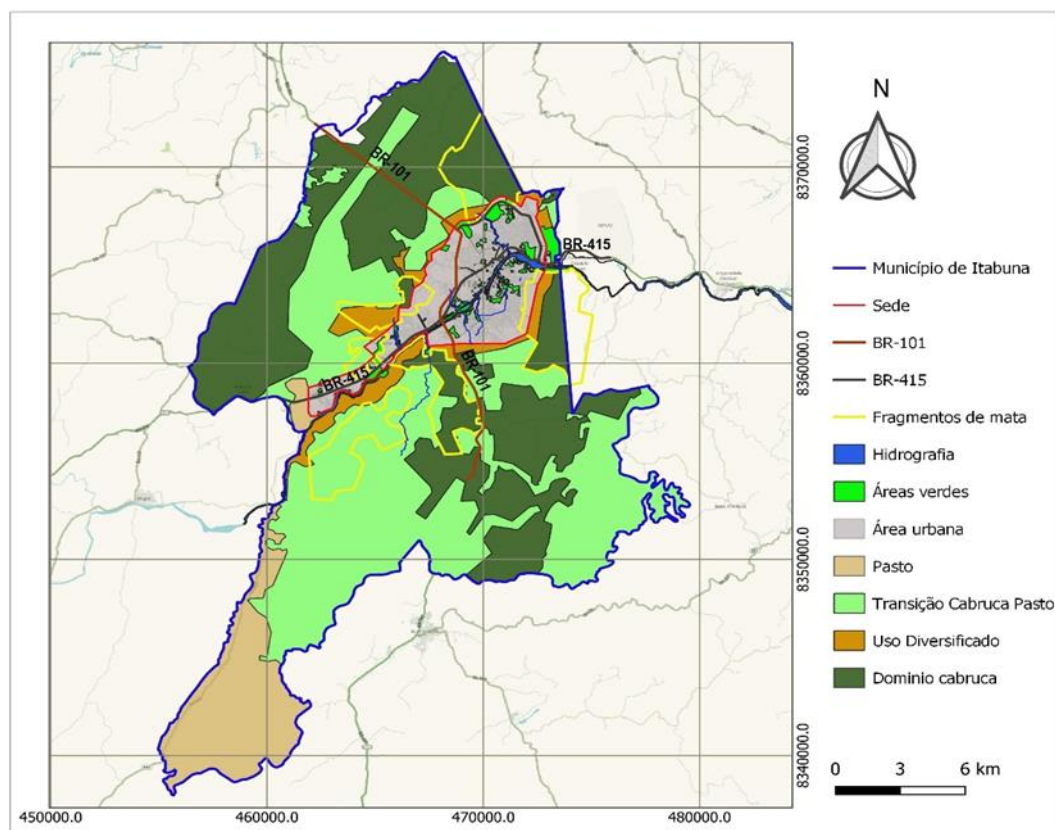 BR-101
BR-415
BR-415
BR-101
8370000.0
8360000.0
8350000.0
8340000.0
450000.0
460000.0
470000.0
480000.0
N
Município de Itabuna
Sede
BR-101
BR-415
Fragmentos de mata
Hidrografia
Áreas verdes
Área urbana
Pasto
Transição Cabruca Pasto
Uso Diversificado
Dominio cabruca
0 3 6 km